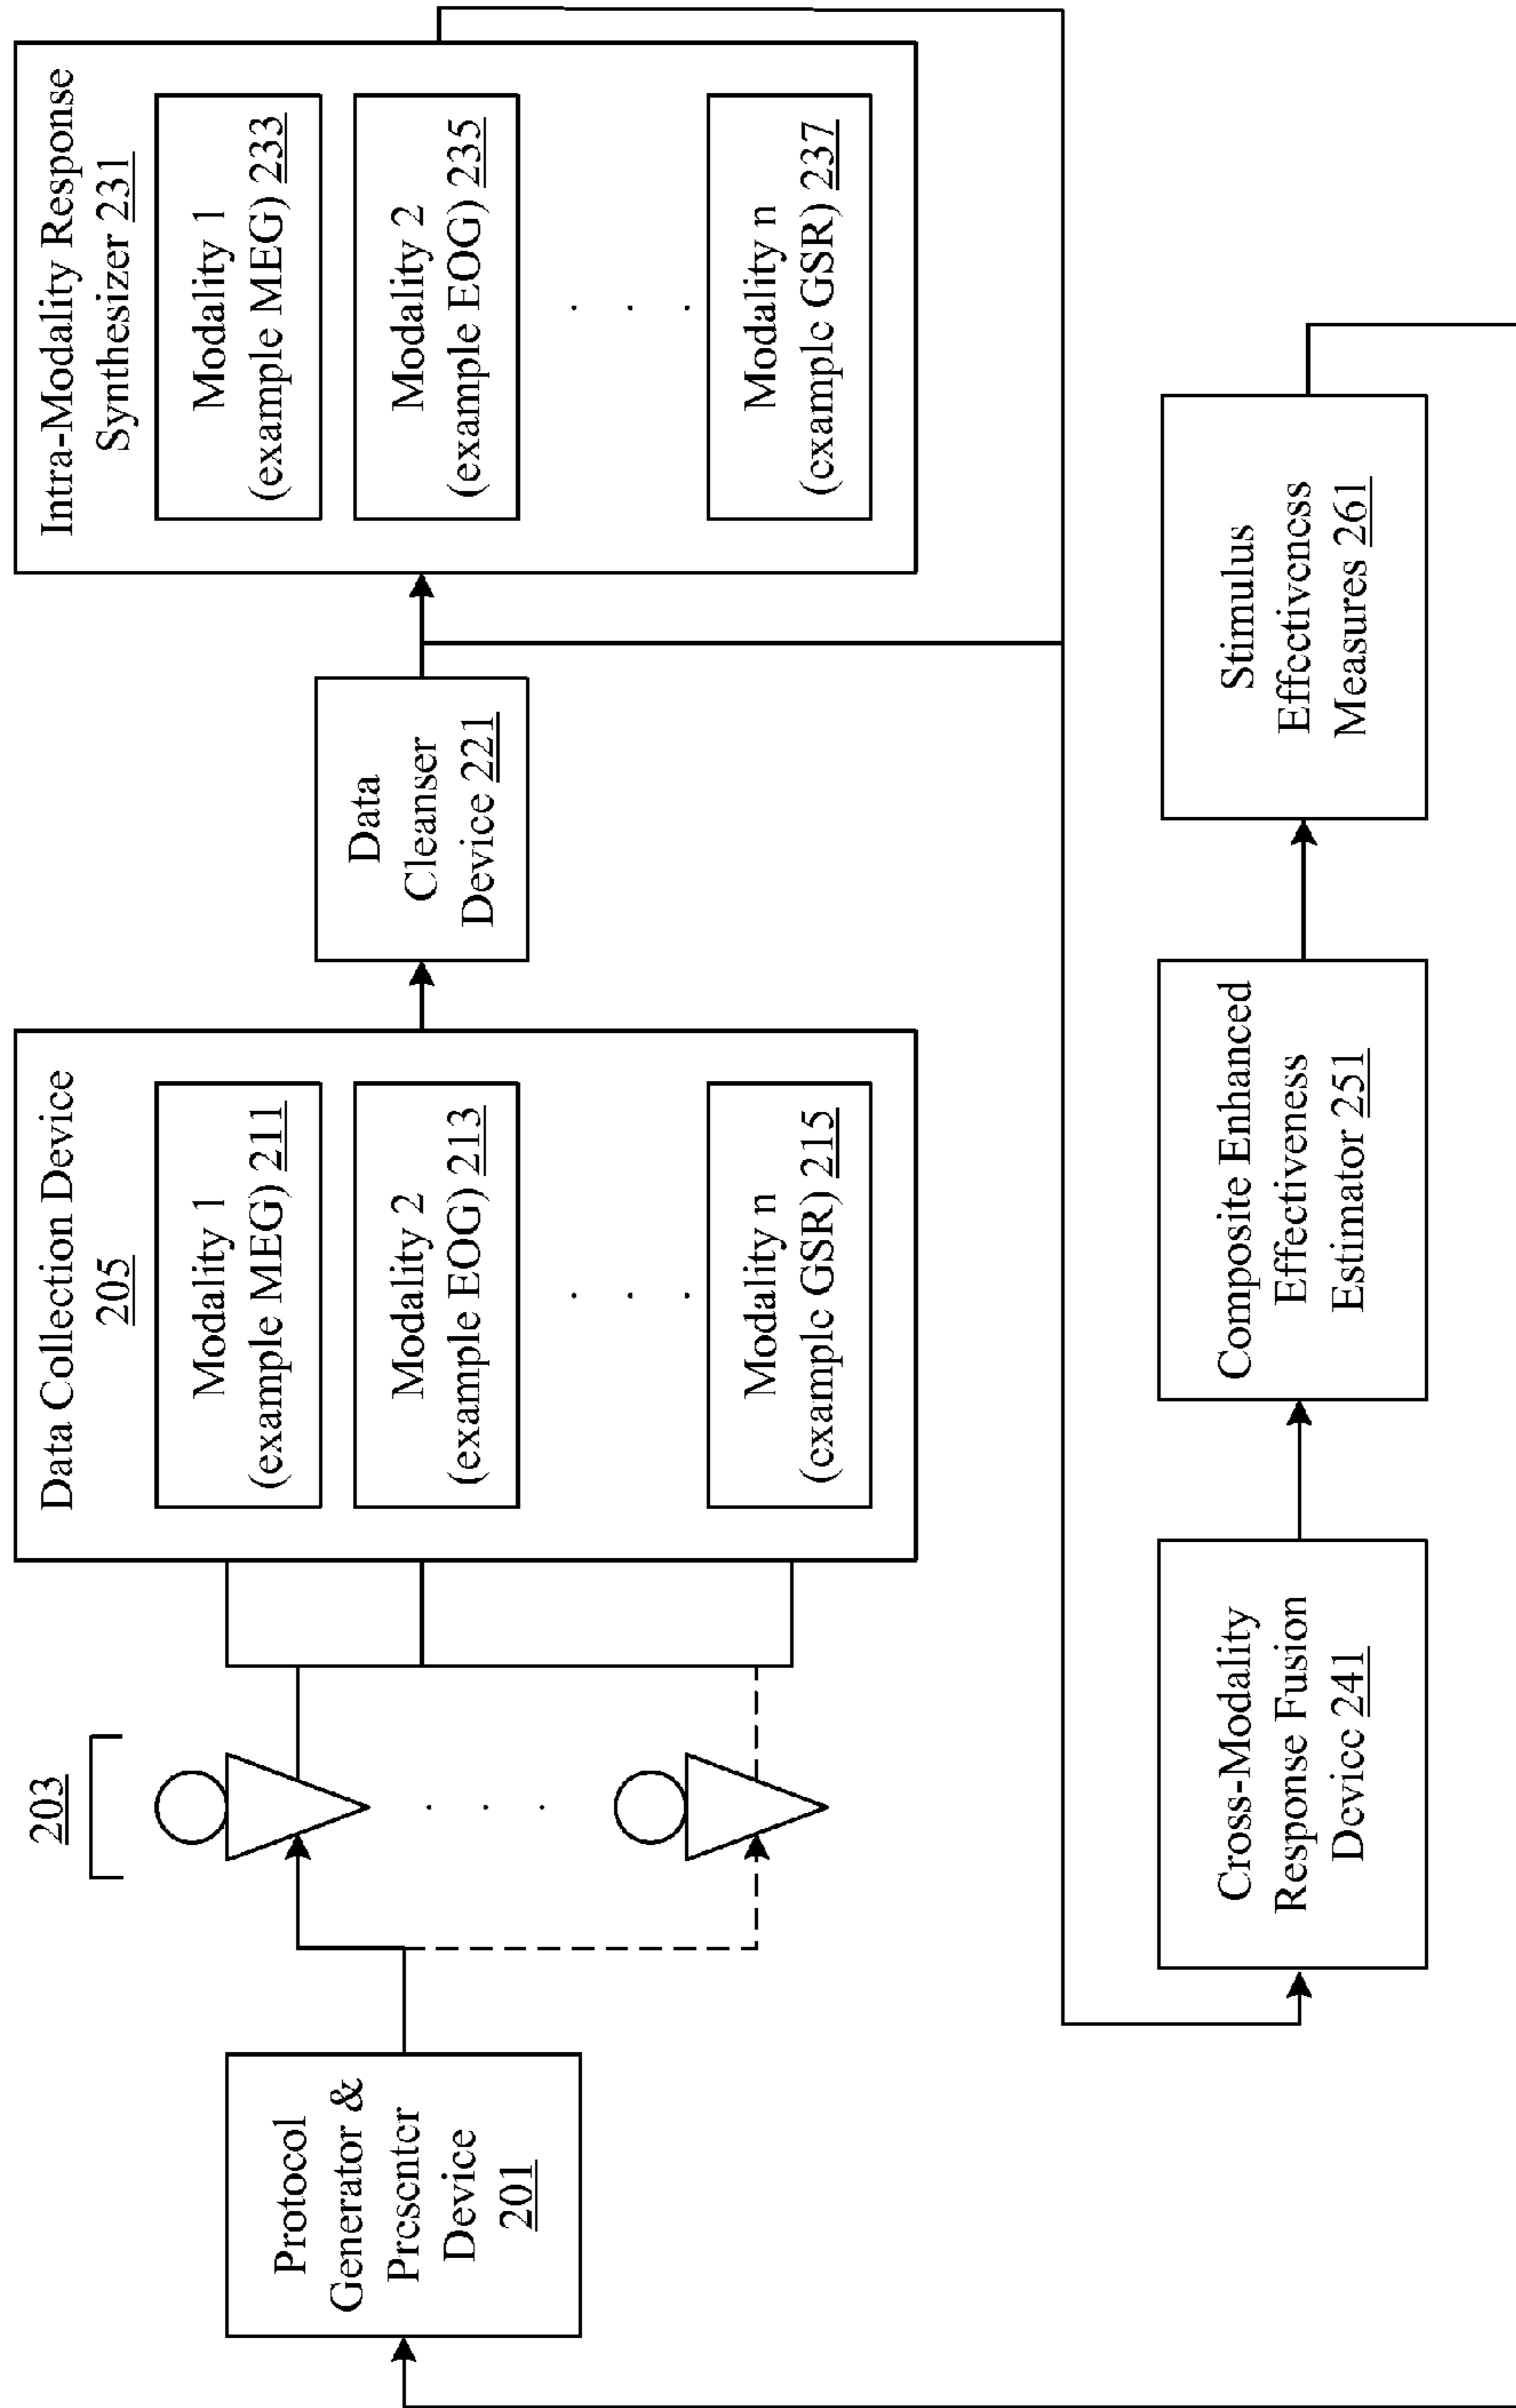 203
Protocol
Generator &
Presenter
Device
201
Data Collection Device
205
Modality 1
(example MEG) 211
Modality 2
(example EOG) 213
. . .
Modality n
(example GSR) 215
Data
Cleanser
Device 221
Intra-Modality Response
Synthesizer 231
Modality 1
(example MEG) 233
Modality 2
(example EOG) 235
. . .
Modality n
(example GSR) 237
Cross-Modality
Response Fusion
Device 241
Composite Enhanced
Effectiveness
Estimator 251
Stimulus
Effectiveness
Measures 261